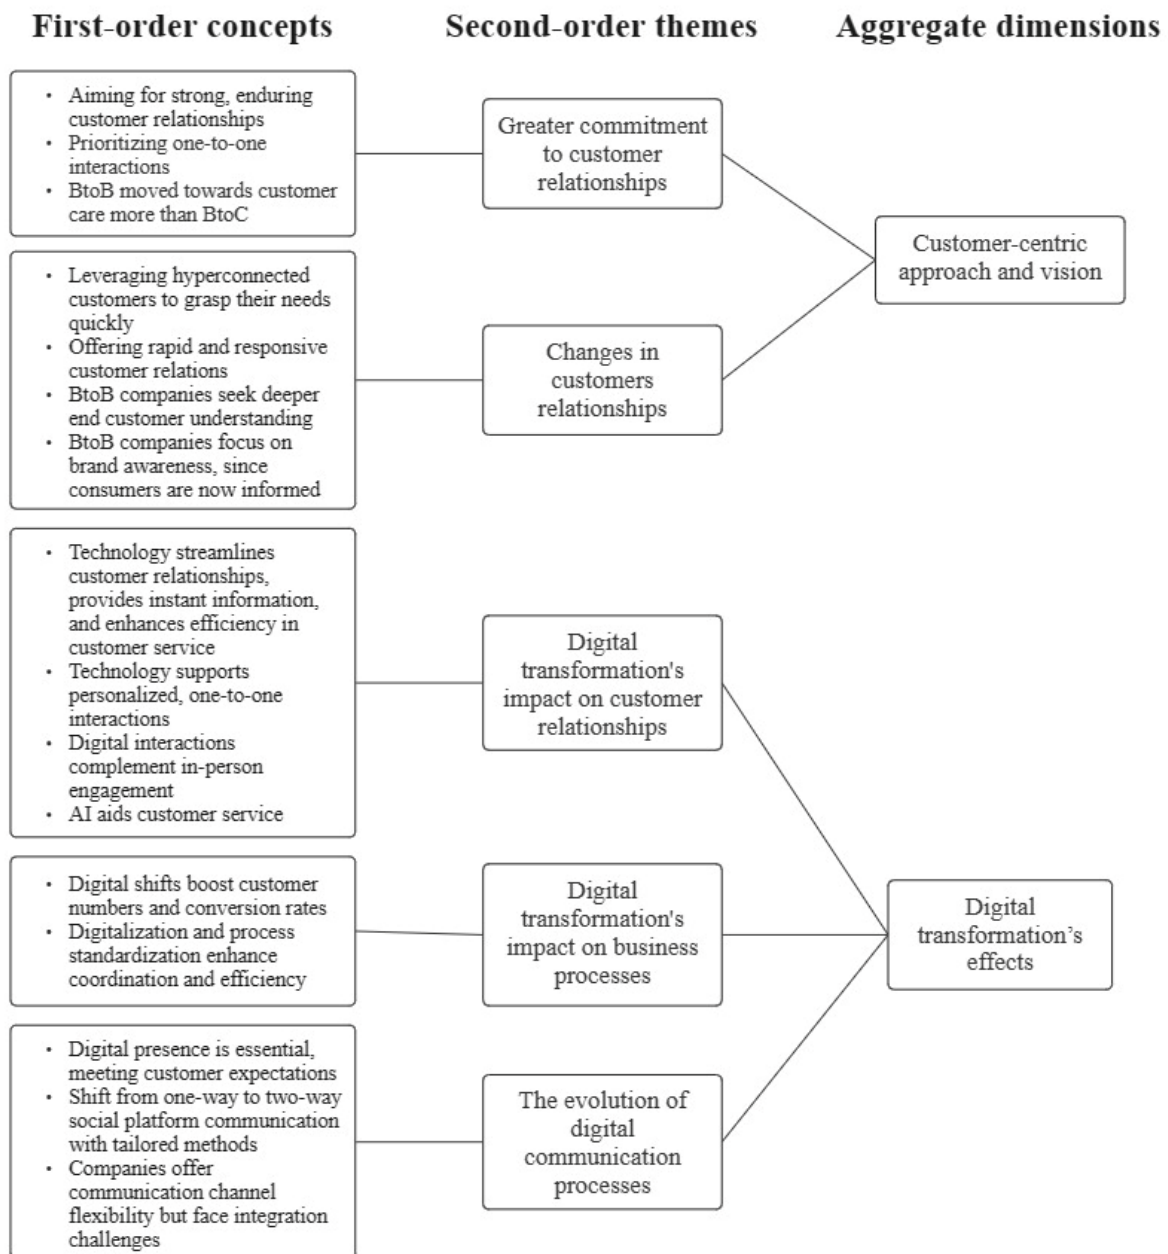 First-order concepts
Second-order themes
Aggregate dimensions
• Aiming for strong, enduring
customer relationships
• Prioritizing one-to-one
interactions
• BtoB moved towards customer
care more than BtoC
Greater commitment
to customer
relationships
Customer-centric
approach and vision
• Leveraging hyperconnected
customers to grasp their needs
quickly
• Offering rapid and responsive
customer relations
• BtoB companies seek deeper
end customer understanding
• BtoB companies focus on
brand awareness, since
consumers are now informed
Changes in
customers
relationships
• Technology streamlines
customer relationships,
provides instant information,
and enhances efficiency in
customer service
• Technology supports
personalized, one-to-one
interactions
• Digital interactions
complement in-person
engagement
• AI aids customer service
Digital
transformation's
impact on customer
relationships
• Digital shifts boost customer
numbers and conversion rates
• Digitalization and process
standardization enhance
coordination and efficiency
Digital
transformation's
impact on business
processes
Digital
transformation’s
effects
• Digital presence is essential,
meeting customer expectations
• Shift from one-way to two-way
social platform communication
with tailored methods
• Companies offer
communication channel
flexibility but face integration
challenges
The evolution of
digital
communication
processes